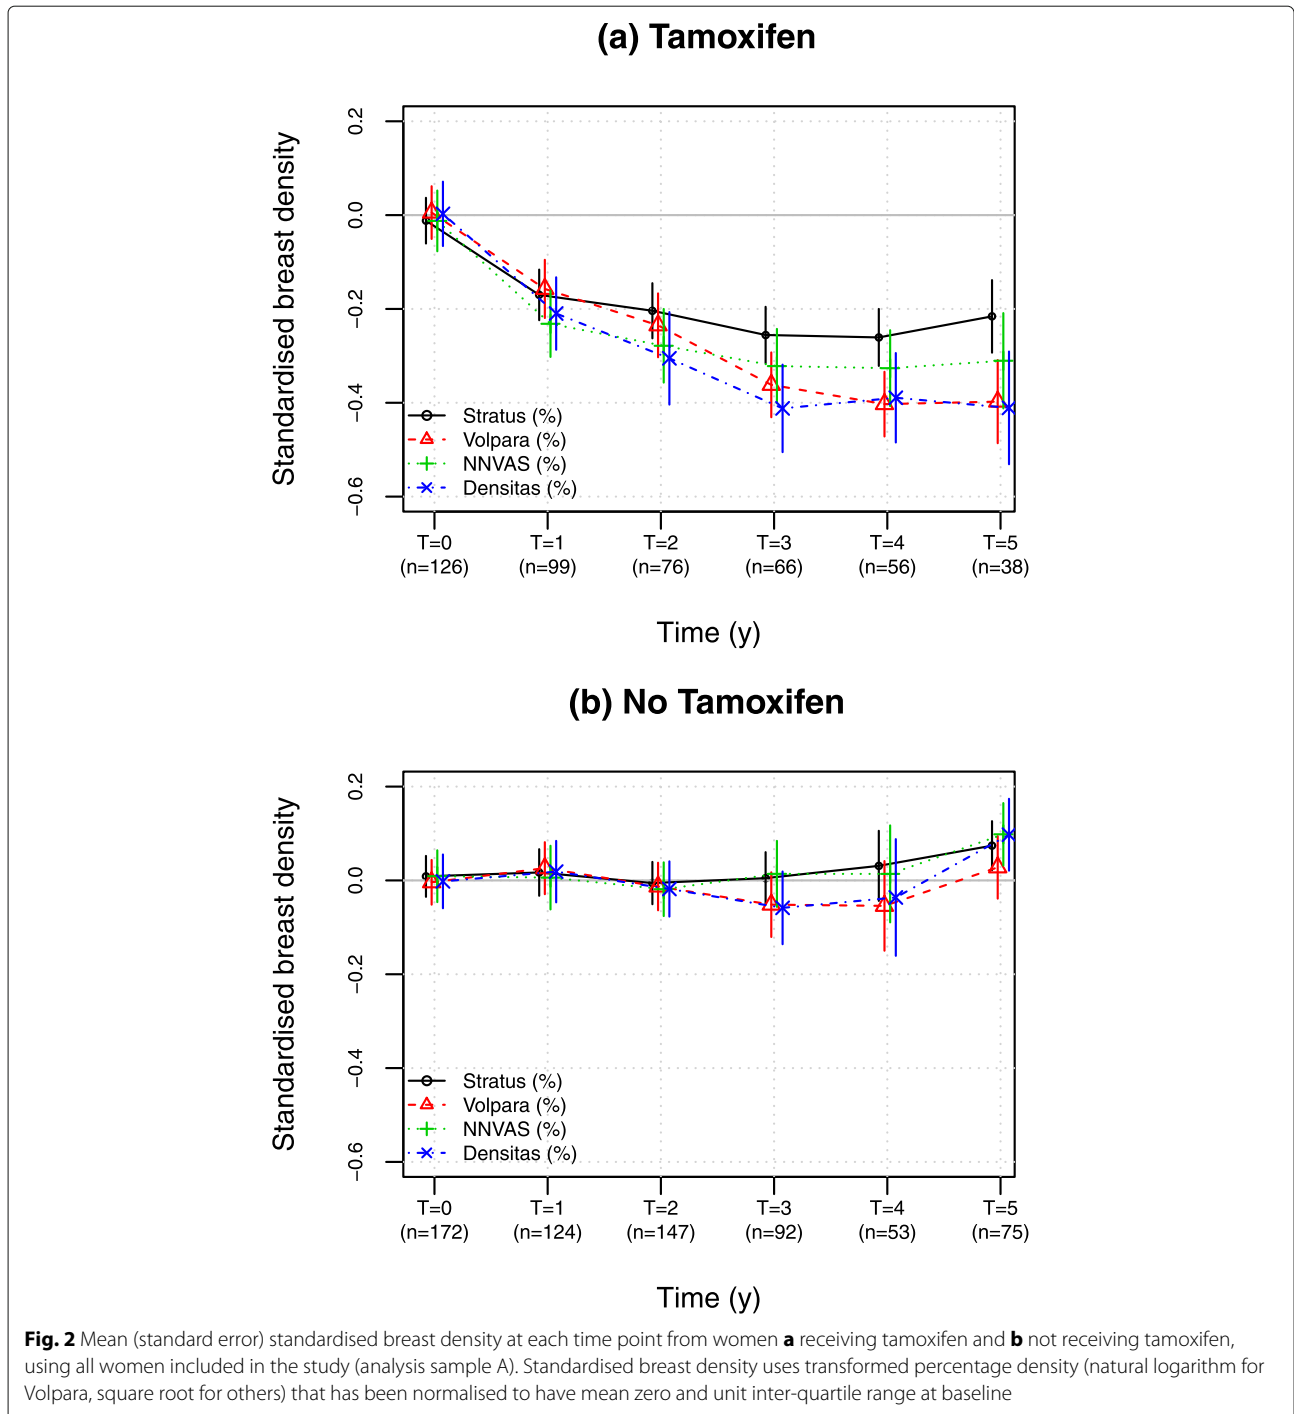 (a) Tamoxifen
Standardised breast density
0.2
0.0
−0.2
−0.4
−0.6
Stratus (%)
Volpara (%)
NNVAS (%)
Densitas (%)
T=0 T=1 T=2 T=3 T=4 T=5
(n=126) (n=99) (n=76) (n=66) (n=56) (n=38)
Time (y)
(b) No Tamoxifen
Standardised breast density
0.2
0.0
−0.2
−0.4
−0.6
Stratus (%)
Volpara (%)
NNVAS (%)
Densitas (%)
T=0 T=1 T=2 T=3 T=4 T=5
(n=172) (n=124) (n=147) (n=92) (n=53) (n=75)
Time (y)
Fig. 2 Mean (standard error) standardised breast density at each time point from women a receiving tamoxifen and b not receiving tamoxifen,
using all women included in the study (analysis sample A). Standardised breast density uses transformed percentage density (natural logarithm for
Volpara, square root for others) that has been normalised to have mean zero and unit inter-quartile range at baseline